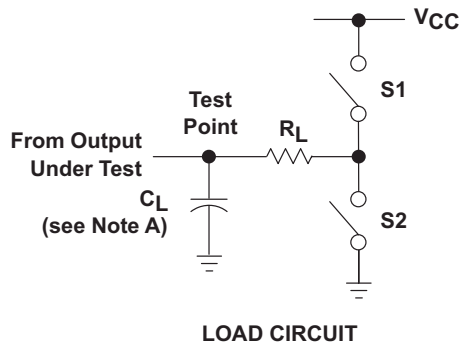 VCC
S1
Test
Point
RL
From Output
Under Test
CL
(see Note A)
S2
LOAD CIRCUIT